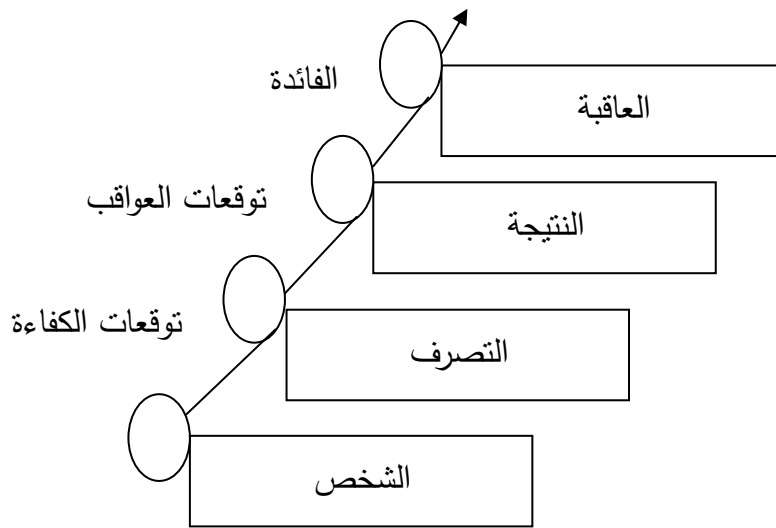 الفائدة
العاقبة
توقعات العواقب
النتيجة
توقعات الكفاءة
التصرف
الشخص